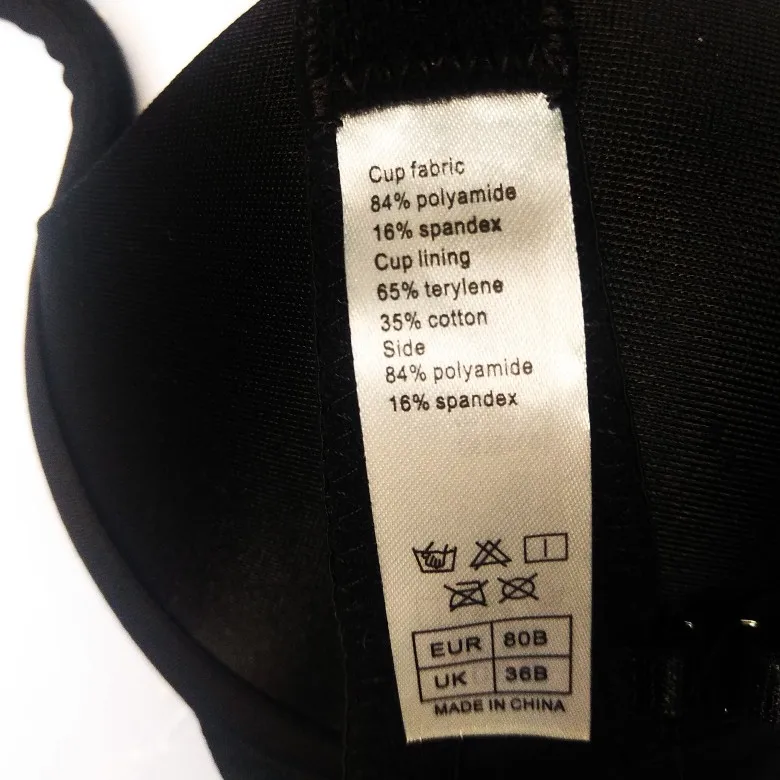 Cup fabric
84% polyamide
16% spandex
Cup lining
65% terylene
35% cotton
Side
84% polyamide
16% spandex
EUR 80B
UK 36B
MADE IN CHINA